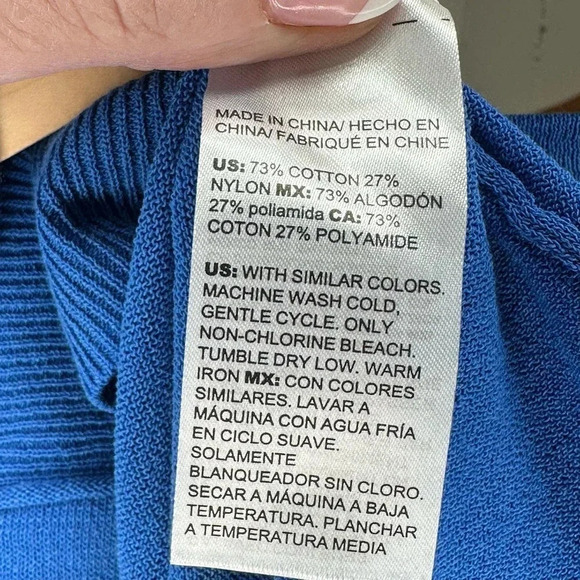 MADE IN CHINA/ HECHO EN
CHINA/ FABRIQUÉ EN CHINE
US: 73% COTTON 27%
NYLON MX: 73% ALGODÓN
27% poliamida CA: 73%
COTON 27% POLYAMIDE
US: WITH SIMILAR COLORS.
MACHINE WASH COLD,
GENTLE CYCLE. ONLY
NON-CHLORINE BLEACH.
TUMBLE DRY LOW. WARM
IRON MX: CON COLORES
SIMILARES. LAVAR A
MÁQUINA CON AGUA FRÍA
EN CICLO SUAVE.
SOLAMENTE
BLANQUEADOR SIN CLORO.
SECAR A MÁQUINA A BAJA
TEMPERATURA. PLANCHAR
A TEMPERATURA MEDIA